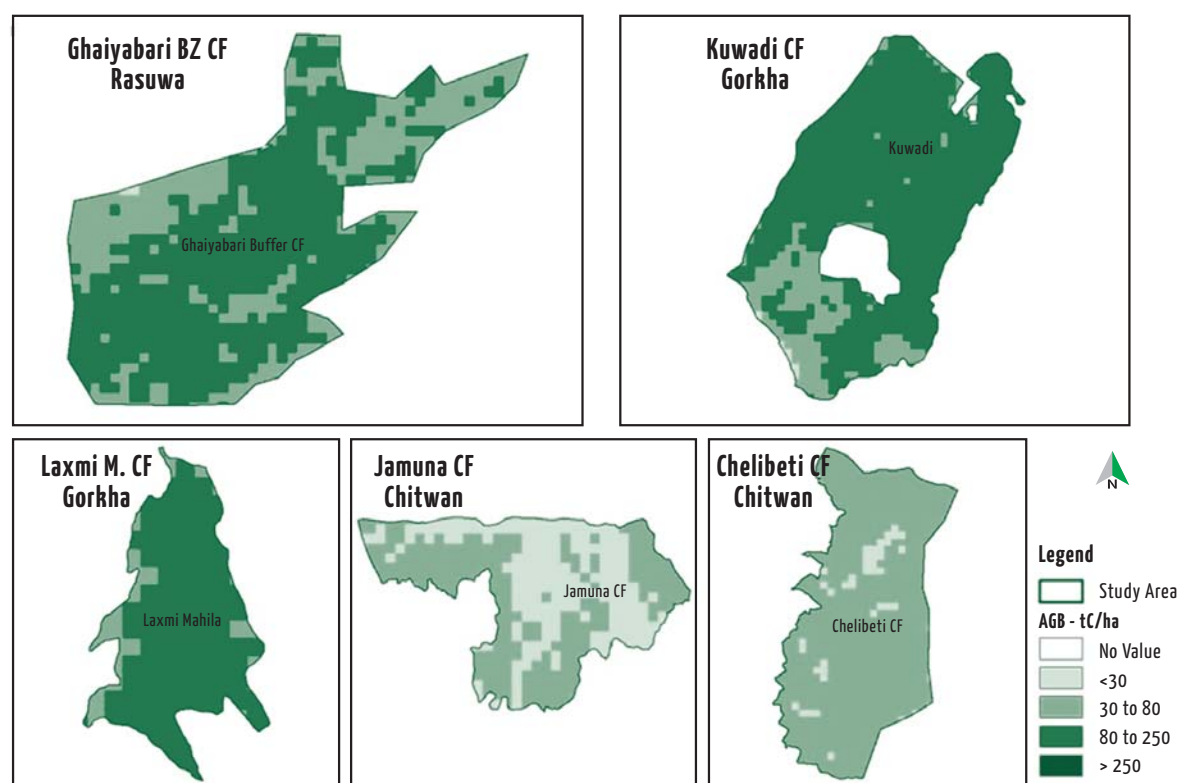 Ghaiyabari BZ CF
Rasuwa
Ghaiyabari Buffer CF
Kuwadi CF
Gorkha
Kuwadi
Laxmi M. CF
Gorkha
Laxmi Mahila
Jamuna CF
Chitwan
Jamuna CF
Chelibeti CF
Chitwan
Chelibeti CF
N
Legend
Study Area
AGB - tC/ha
No Value
<30
30 to 80
80 to 250
> 250